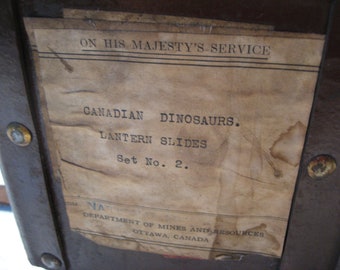 ON HIS MAJESTY'S SERVICE
CANADIAN DINOSAURS.
LANTERN SLIDES
Set No. 2.
DEPARTMENT OF MINES AND RESOURCES
OTTAWA, CANADA